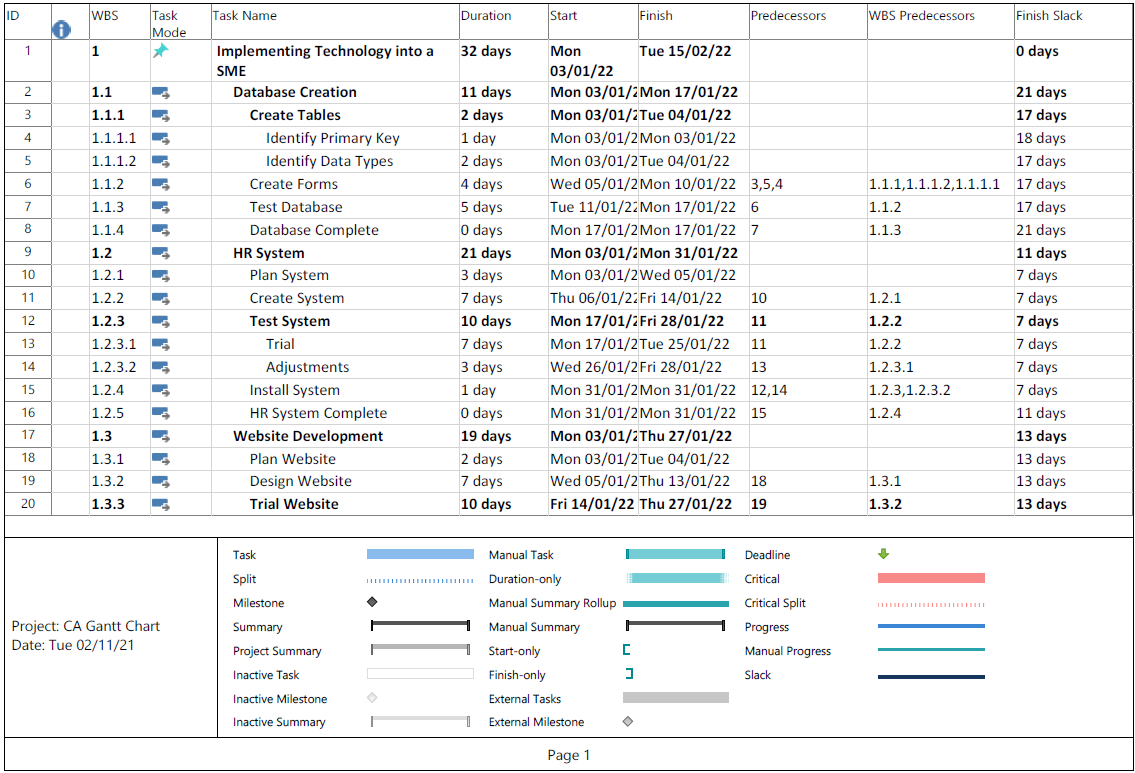 ID WBS Task Mode Task Name Duration Start Finish Predecessors WBS Predecessors Finish Slack
1 1 Implementing Technology into a SME 32 days Mon 03/01/22 Tue 15/02/22 0 days
2 1.1 Database Creation 11 days Mon 03/01/2 Mon 17/01/22 21 days
3 1.1.1 Create Tables 2 days Mon 03/01/2 Tue 04/01/22 17 days
4 1.1.1.1 Identify Primary Key 1 day Mon 03/01/2 Mon 03/01/22 18 days
5 1.1.1.2 Identify Data Types 2 days Mon 03/01/2 Tue 04/01/22 17 days
6 1.1.2 Create Forms 4 days Wed 05/01/2 Mon 10/01/22 3,5,4 1.1.1,1.1.1.2,1.1.1.1 17 days
7 1.1.3 Test Database 5 days Tue 11/01/22 Mon 17/01/22 6 1.1.2 17 days
8 1.1.4 Database Complete 0 days Mon 17/01/2 Mon 17/01/22 7 1.1.3 21 days
9 1.2 HR System 21 days Mon 03/01/2 Mon 31/01/22 11 days
10 1.2.1 Plan System 3 days Mon 03/01/2 Wed 05/01/22 7 days
11 1.2.2 Create System 7 days Thu 06/01/22 Fri 14/01/22 10 1.2.1 7 days
12 1.2.3 Test System 10 days Mon 17/01/2 Fri 28/01/22 11 1.2.2 7 days
13 1.2.3.1 Trial 7 days Mon 17/01/2 Tue 25/01/22 11 1.2.2 7 days
14 1.2.3.2 Adjustments 3 days Wed 26/01/2 Fri 28/01/22 13 1.2.3.1 7 days
15 1.2.4 Install System 1 day Mon 31/01/2 Mon 31/01/22 12,14 1.2.3,1.2.3.2 7 days
16 1.2.5 HR System Complete 0 days Mon 31/01/2 Mon 31/01/22 15 1.2.4 11 days
17 1.3 Website Development 19 days Mon 03/01/2 Thu 27/01/22 13 days
18 1.3.1 Plan Website 2 days Mon 03/01/2 Tue 04/01/22 13 days
19 1.3.2 Design Website 7 days Wed 05/01/2 Thu 13/01/22 18 1.3.1 13 days
20 1.3.3 Trial Website 10 days Fri 14/01/22 Thu 27/01/22 19 1.3.2 13 days
Project: CA Gantt Chart
Date: Tue 02/11/21
Task
Split
Milestone
Summary
Project Summary
Inactive Task
Inactive Milestone
Inactive Summary
Manual Task
Duration-only
Manual Summary Rollup
Manual Summary
Start-only
Finish-only
External Tasks
External Milestone
Deadline
Critical
Critical Split
Progress
Manual Progress
Slack
Page 1